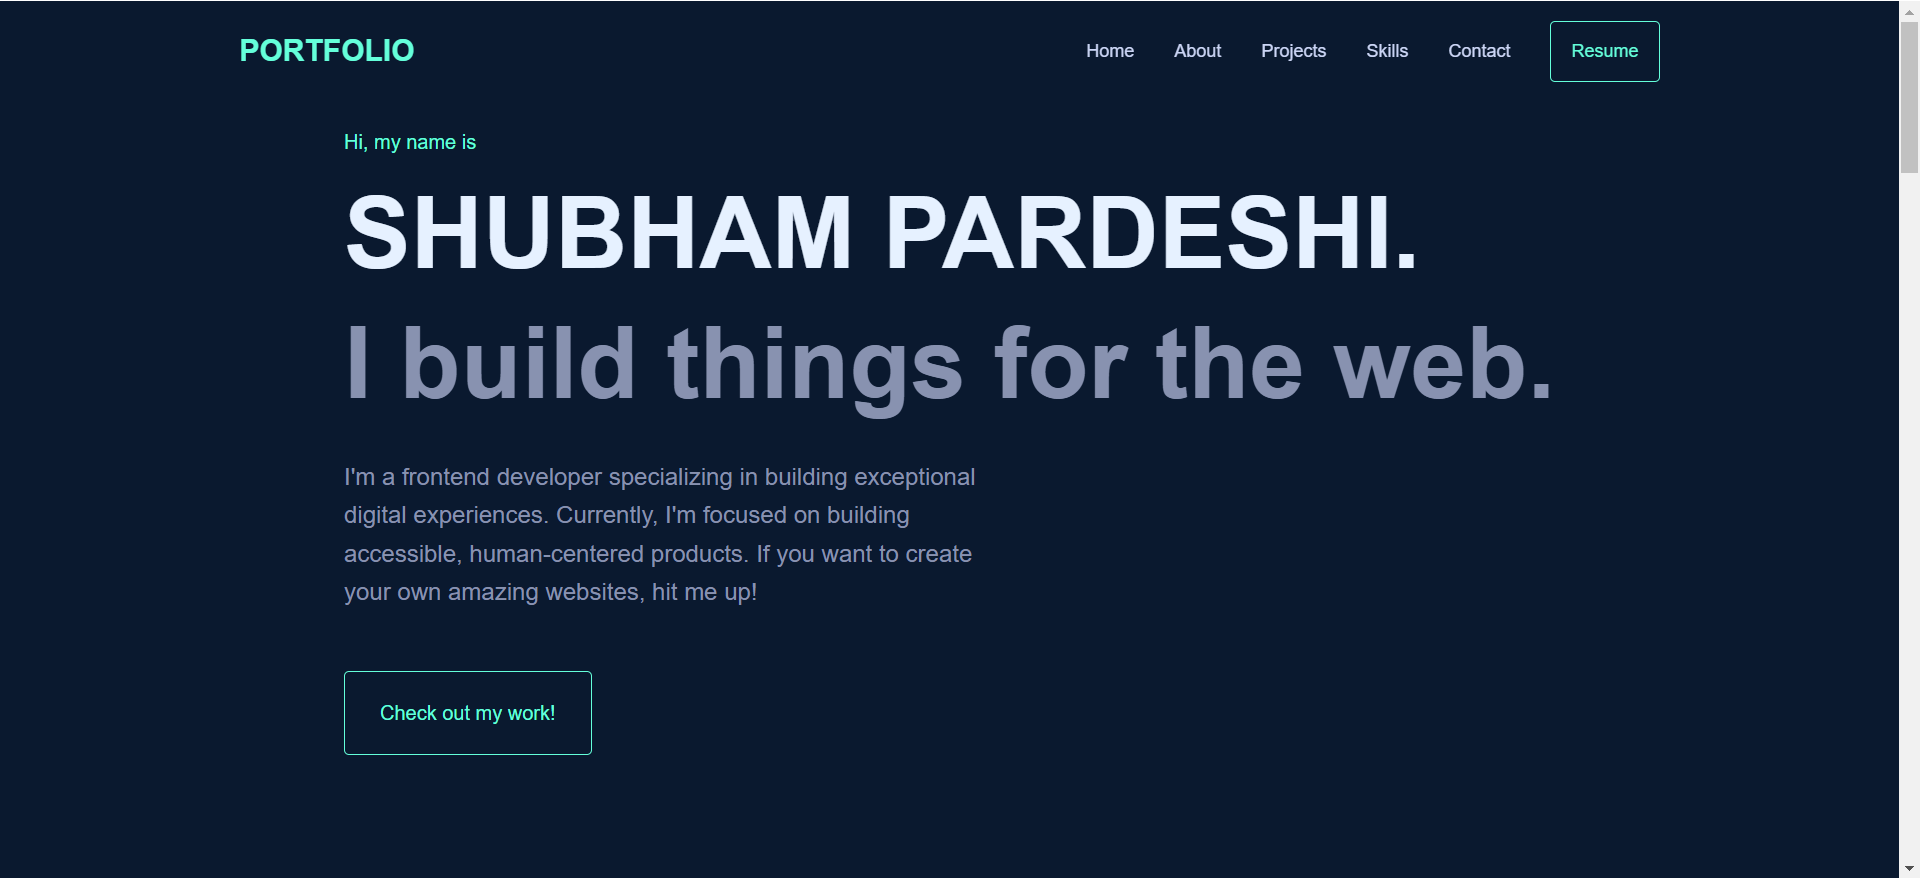 PORTFOLIO
Home About Projects Skills Contact Resume
Hi, my name is
SHUBHAM PARDESHI.
I build things for the web.
I'm a frontend developer specializing in building exceptional
digital experiences. Currently, I'm focused on building
accessible, human-centered products. If you want to create
your own amazing websites, hit me up!
Check out my work!